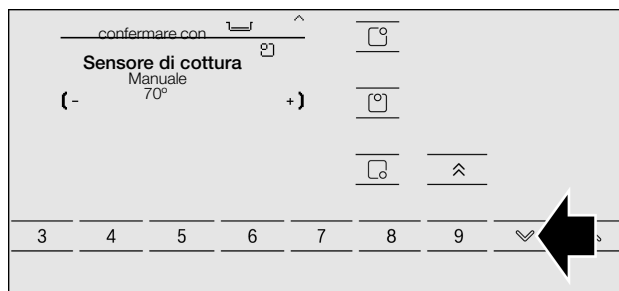 confermare con
Sensore di cottura
Manuale
70°
- +
3 4 5 6 7 8 9